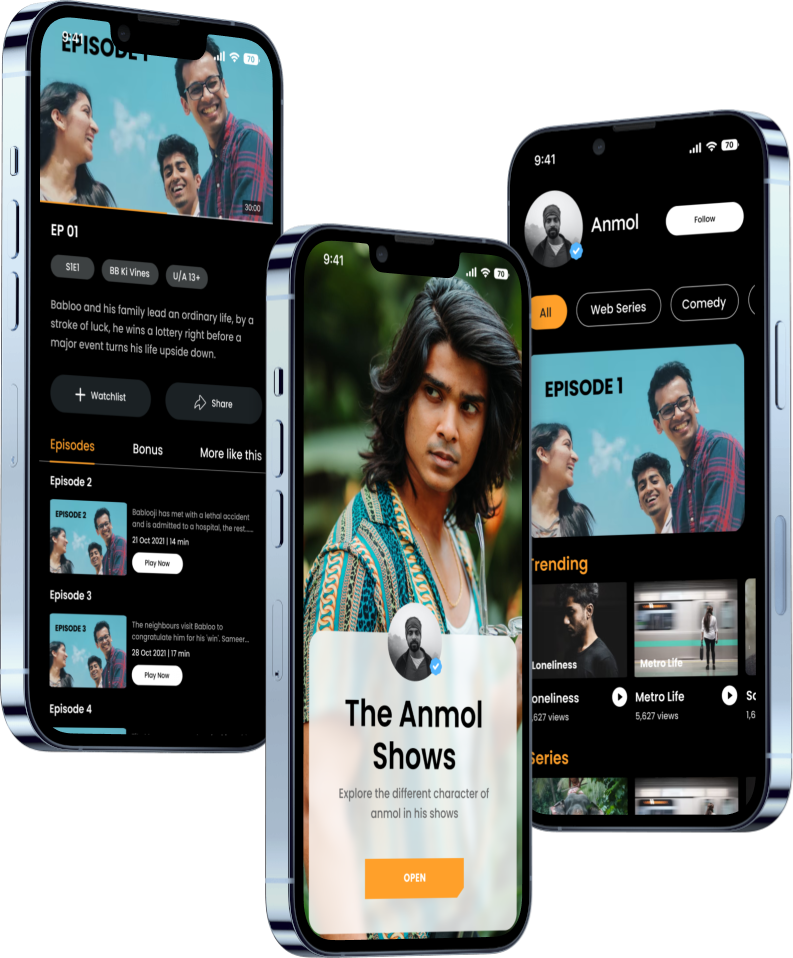 9:41
EPISODE 1
70
30:00
EP 01
S1E1
BB Ki Vines
U/A 13+
Babloo and his family lead an ordinary life, by a
stroke of luck, he wins a lottery right before a
major event turns his life upside down.
Watchlist
Share
Episodes
Bonus
More like this
Episode 2
EPISODE 2
Babloo ji has met with a lethal accident
and is admitted to a hospital, the rest.....
21 Oct 2021 | 14 min
Play Now
Episode 3
EPISODE 3
The neighbours visit Babloo to
congratulate him for his 'win'. Sameer...
28 Oct 2021 | 17 min
Play Now
Episode 4
9:41
70
The Anmol
Shows
Explore the different character of
anmol in his shows
OPEN
9:41
70
Anmol
Follow
All
Web Series
Comedy
EPISODE 1
Trending
Loneliness
Metro Life
oneliness
,627 views
Metro Life
5,627 views
So
1,6
Series